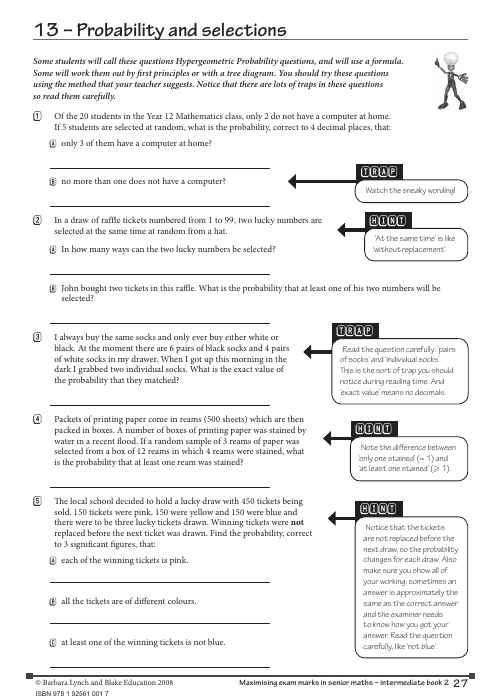 13 – Probability and selections
Some students will call these questions Hypergeometric Probability questions, and will use a formula.
Some will work them out by first principles or with a tree diagram. You should try these questions
using the method that your teacher suggests. Notice that there are lots of traps in these questions
so read them carefully.
1 Of the 20 students in the Year 12 Mathematics class, only 2 do not have a computer at home.
If 5 students are selected at random, what is the probability, correct to 4 decimal places, that:
A only 3 of them have a computer at home?
TRAP
B no more than one does not have a computer?
Watch the sneaky wording!
2 In a draw of raffle tickets numbered from 1 to 99, two lucky numbers are
selected at the same time at random from a hat.
HINT
'At the same time' is like
'without replacement'.
A In how many ways can the two lucky numbers be selected?
B John bought two tickets in this raffle. What is the probability that at least one of his two numbers will be
selected?
TRAP
3 I always buy the same socks and only ever buy either white or
black. At the moment there are 6 pairs of black socks and 4 pairs
of white socks in my drawer. When I got up this morning in the
dark I grabbed two individual socks. What is the exact value of
the probability that they matched?
Read the question carefully: 'pairs
of socks' and 'individual socks'.
This is the sort of trap you should
notice during reading time. And
'exact value' means no decimals.
4 Packets of printing paper come in reams (500 sheets) which are then
packed in boxes. A number of boxes of printing paper was stained by
water in a recent flood. If a random sample of 3 reams of paper was
selected from a box of 12 reams in which 4 reams were stained, what
is the probability that at least one ream was stained?
HINT
Note the difference between
'only one stained' (= 1) and
'at least one stained' (⩾ 1).
5 The local school decided to hold a lucky draw with 450 tickets being
sold. 150 tickets were pink, 150 were yellow and 150 were blue and
there were to be three lucky tickets drawn. Winning tickets were not
replaced before the next ticket was drawn. Find the probability, correct
to 3 significant figures, that:
HINT
Notice that the tickets
are not replaced before the
next draw, so the probability
changes for each draw. Also
make sure you show all of
your working: sometimes an
answer is approximately the
same as the correct answer
and the examiner needs
to know how you got your
answer. Read the question
carefully, like 'not blue'.
A each of the winning tickets is pink.
B all the tickets are of different colours.
C at least one of the winning tickets is not blue.
© Barbara Lynch and Blake Education 2008
Maximising exam maths in senior maths – intermediate book 2 27
ISBN 978 1 92561 001 7